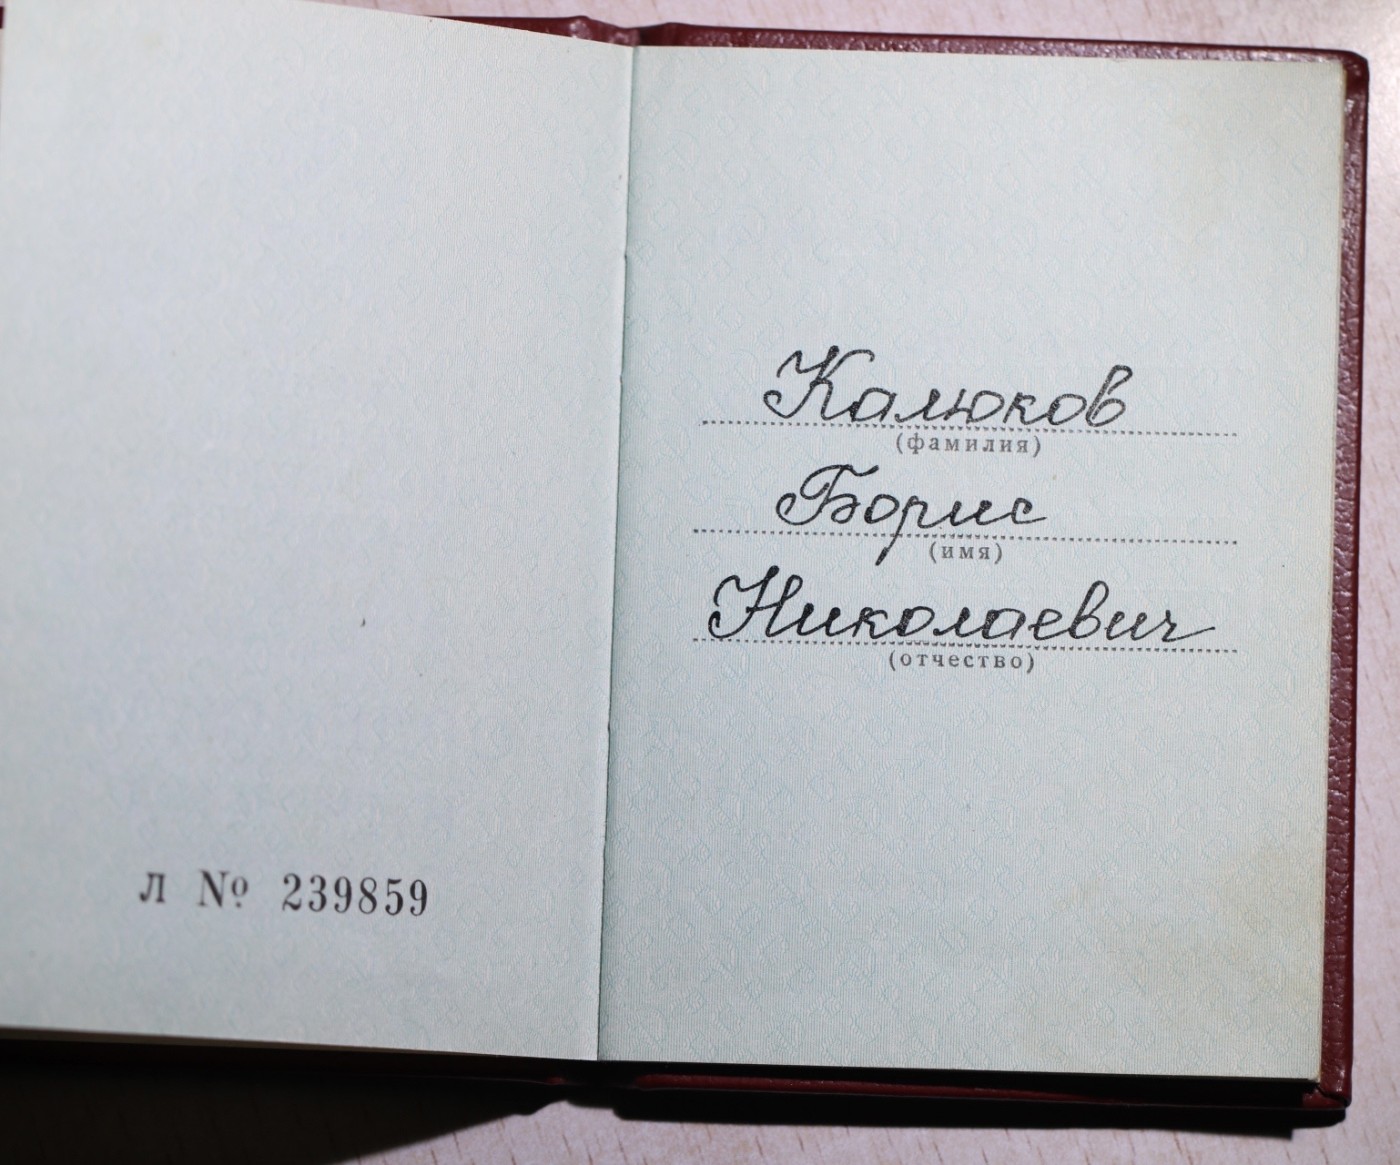 Л № 239859
Калюков
(фамилия)
Борис
(имя)
Николаевич
(отчество)